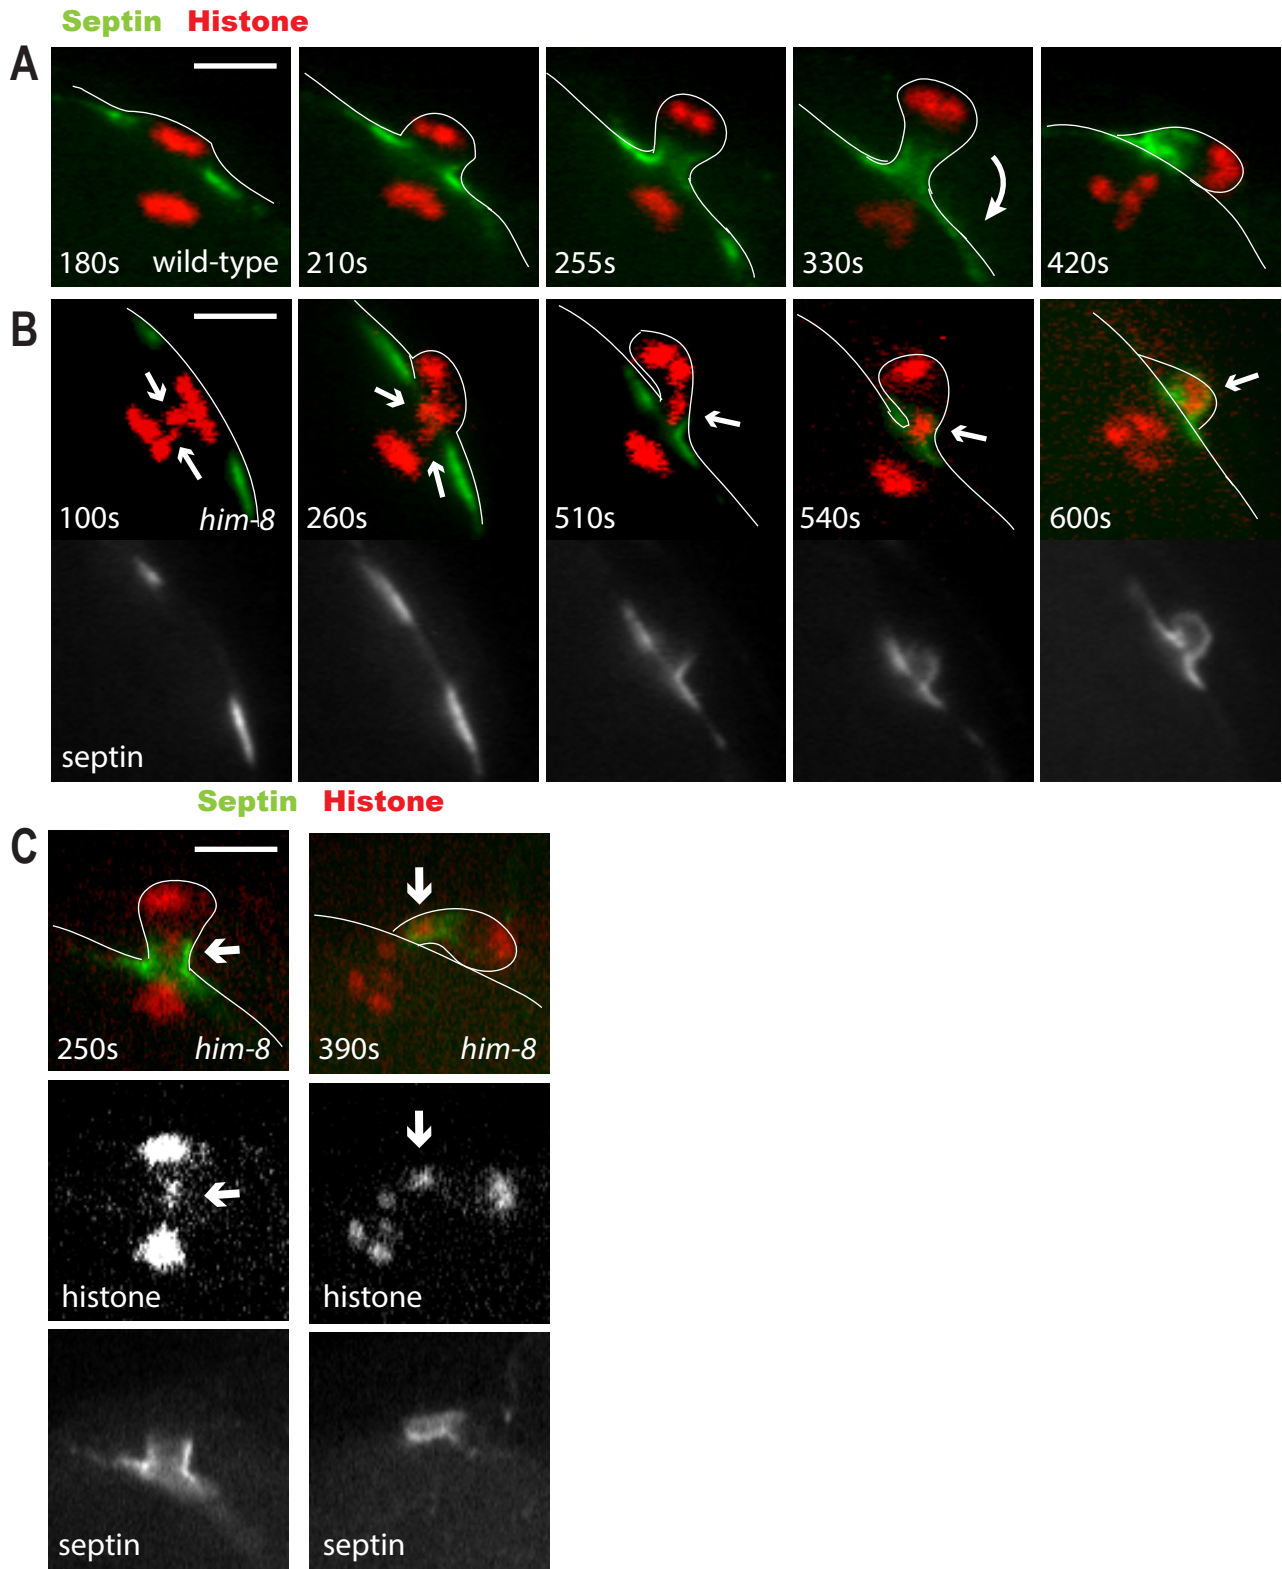 Septin Histone
A
180s wild-type 210s 255s 330s 420s
B
100s him-8 260s 510s 540s 600s
septin
Septin Histone
C
250s him-8 390s him-8
histone histone
septin septin